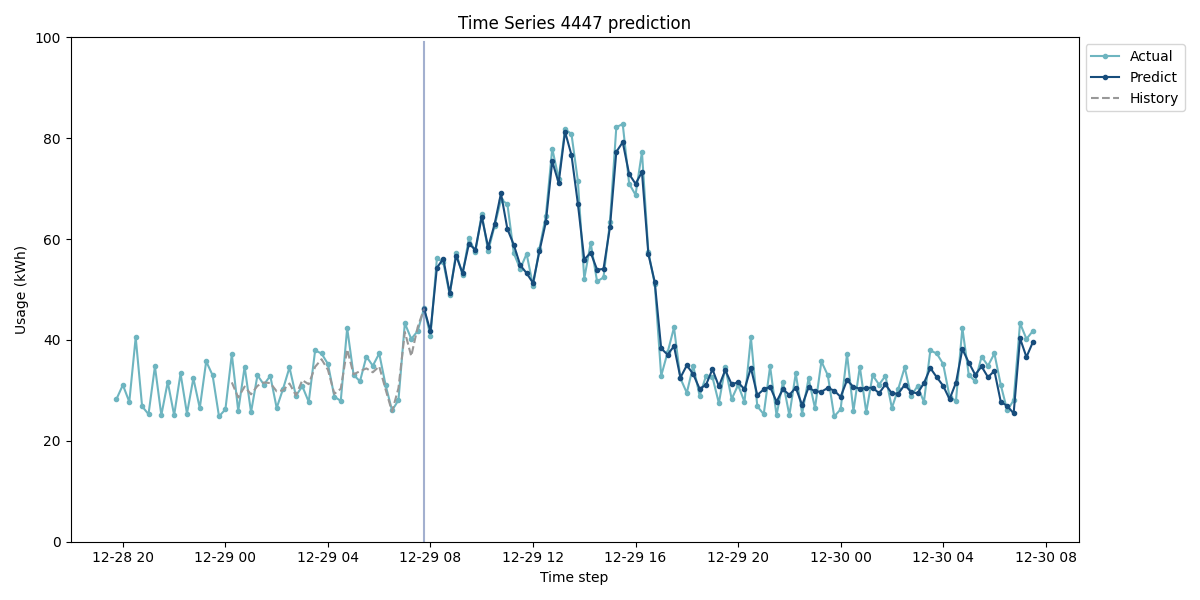 Time Series 4447 prediction
Usage (kWh)
100
80
60
40
20
0
12-28 20
12-29 00
12-29 04
12-29 08
12-29 12
12-29 16
12-29 20
12-30 00
12-30 04
12-30 08
Time step
Actual
Predict
History